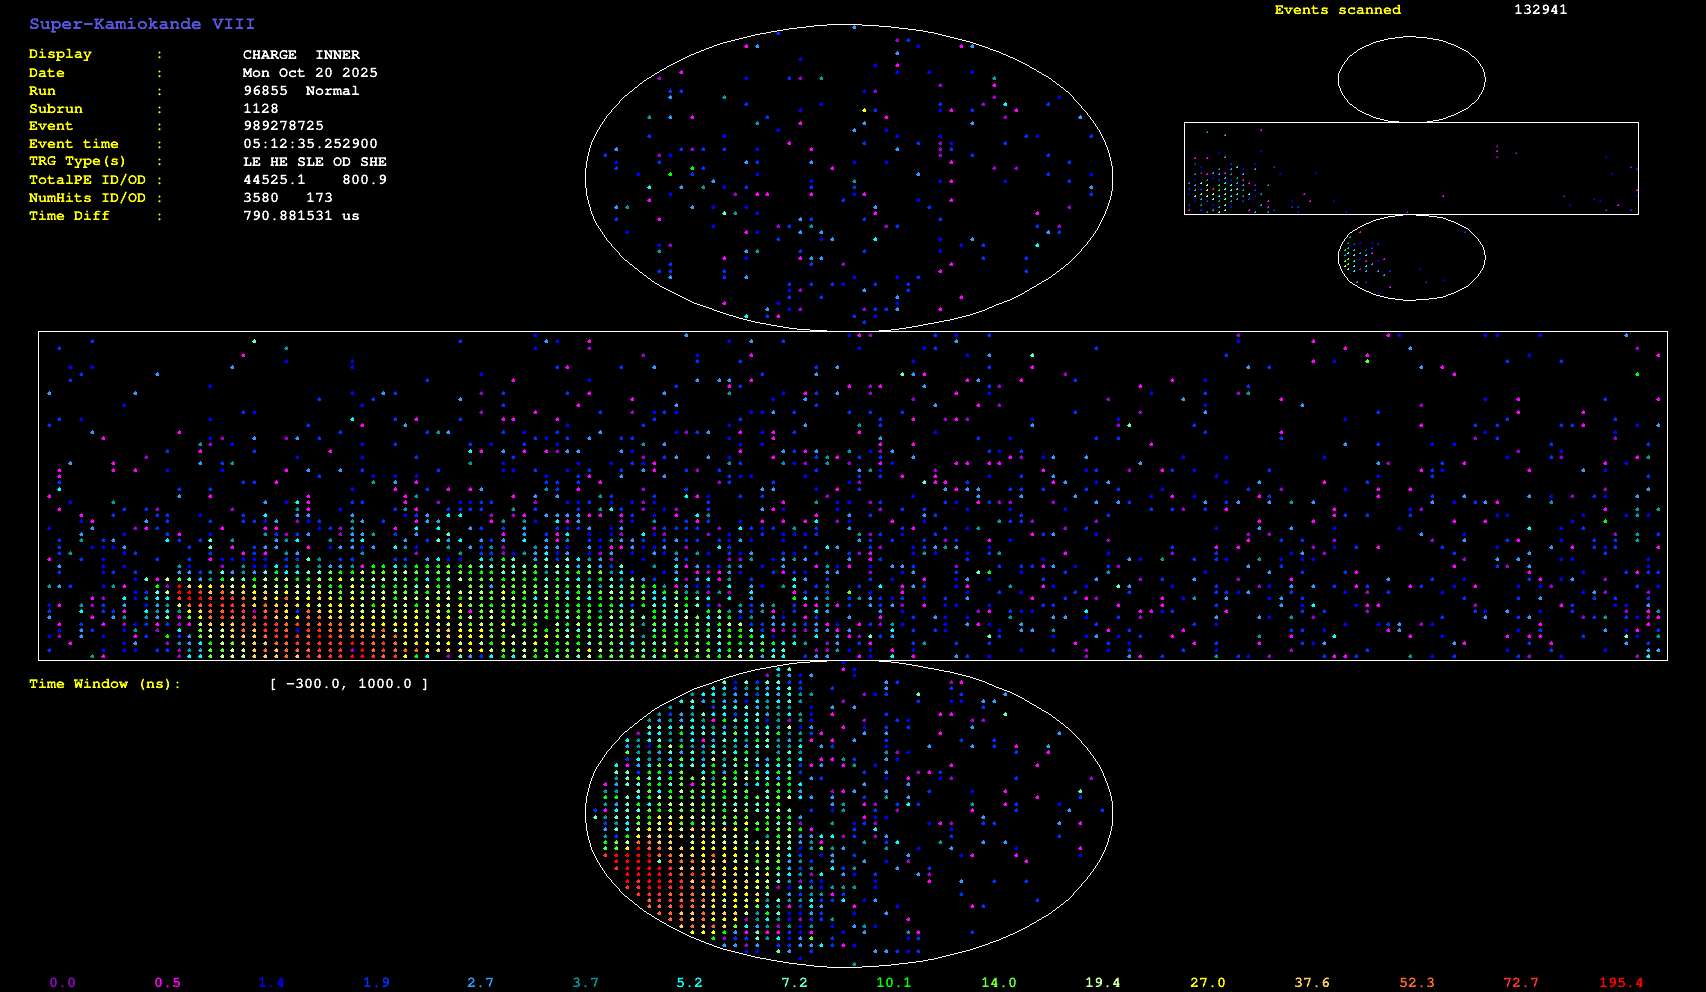 Super-Kamiokande VIII
Events scanned 132941
Display : CHARGE INNER
Date : Mon Oct 20 2025
Run : 96855 Normal
Subrun : 1128
Event : 989278725
Event time : 05:12:35.252900
TRG Type(s) : LE HE SLE OD SHE
TotalPE ID/OD : 44525.1 800.9
NumHits ID/OD : 3580 173
Time Diff : 790.881531 us
Time Window (ns): [ -300.0, 1000.0 ]
0.0 0.5 1.4 1.9 2.7 3.7 5.2 7.2 10.1 14.0 19.4 27.0 37.6 52.3 72.7 195.4